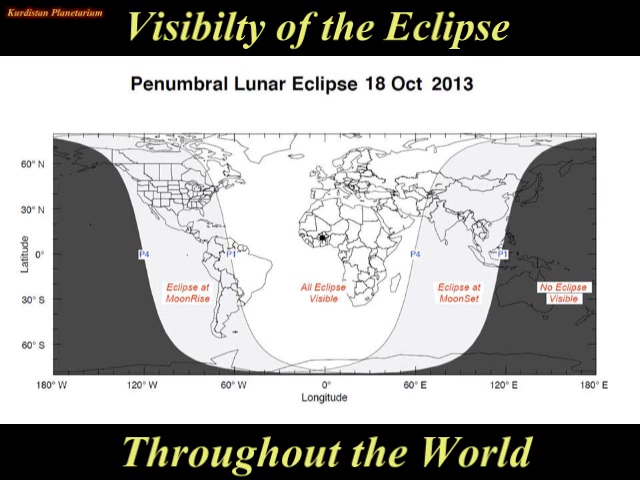 Kurdistan Planetarium
Visibilty of the Eclipse
Penumbral Lunar Eclipse 18 Oct 2013
60° N
30° N
0°
30° S
60° S
Latitude
P4
P1
P4
P1
Eclipse at
MoonRise
All Eclipse
Visible
Eclipse at
MoonSet
No Eclipse
Visible
180° W
120° W
60° W
0°
60° E
120° E
180° E
Longitude
Throughout the World